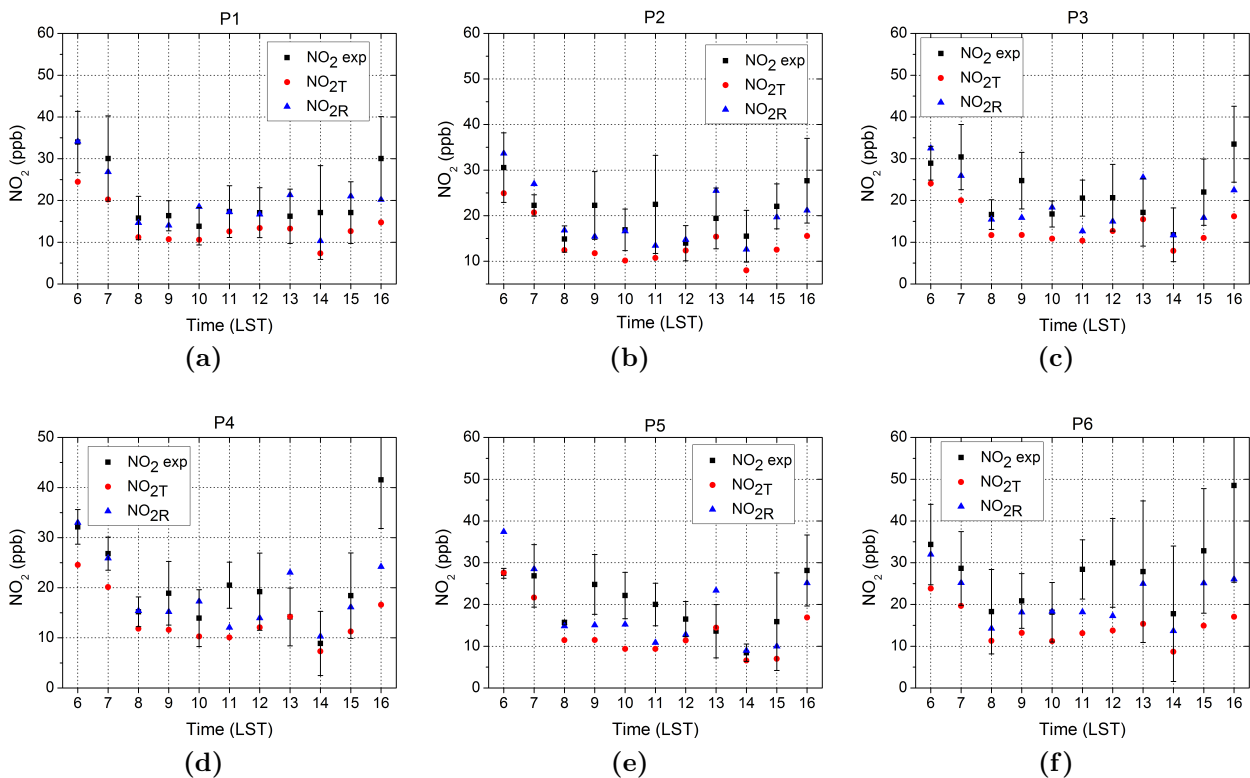 P1
60
50
40
30
20
10
0
NO2 (ppb)
NO2 exp
NO2T
NO2R
6 7 8 9 10 11 12 13 14 15 16
Time (LST)
(a)
P2
60
50
40
30
20
10
NO2 (ppb)
NO2 exp
NO2T
NO2R
6 7 8 9 10 11 12 13 14 15 16
Time (LST)
(b)
P3
60
50
40
30
20
10
0
NO2 (ppb)
NO2 exp
NO2T
NO2R
6 7 8 9 10 11 12 13 14 15 16
Time (LST)
(c)
P4
50
40
30
20
10
0
NO2 (ppb)
NO2 exp
NO2T
NO2R
6 7 8 9 10 11 12 13 14 15 16
Time (LST)
(d)
P5
60
50
40
30
20
10
0
NO2 (ppb)
NO2 exp
NO2T
NO2R
6 7 8 9 10 11 12 13 14 15 16
Time (LST)
(e)
P6
60
50
40
30
20
10
0
NO2 (ppb)
NO2 exp
NO2T
NO2R
6 7 8 9 10 11 12 13 14 15 16
Time (LST)
(f)